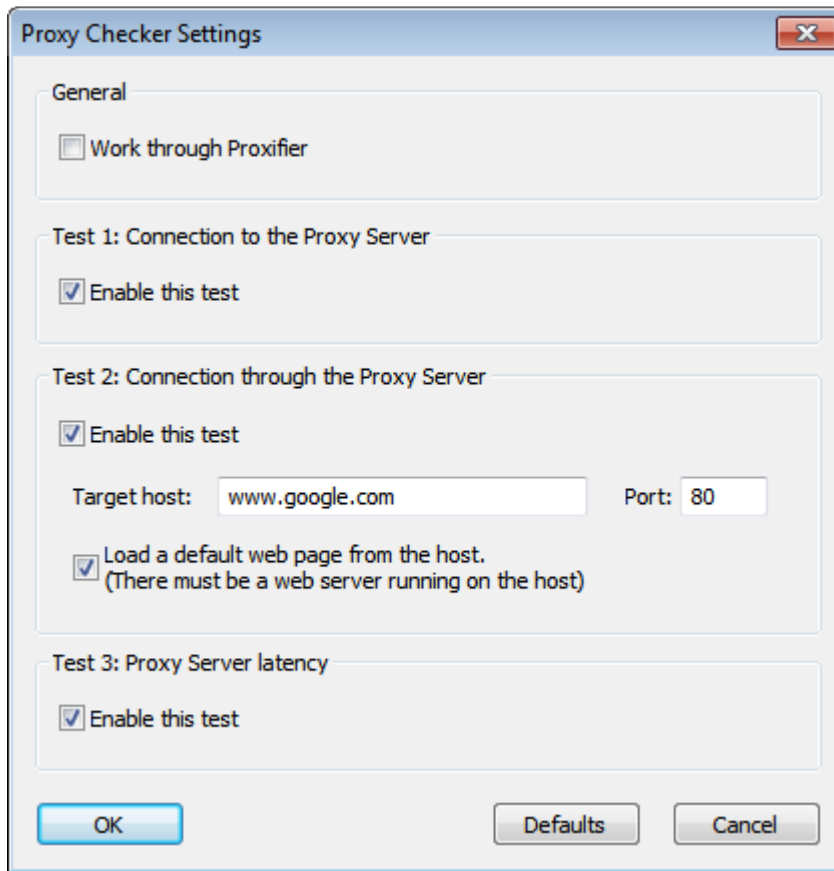 Proxy Checker Settings
General
Work through Proxifier
Test 1: Connection to the Proxy Server
Enable this test
Test 2: Connection through the Proxy Server
Enable this test
Target host: www.google.com Port: 80
Load a default web page from the host.
(There must be a web server running on the host)
Test 3: Proxy Server latency
Enable this test
OK Defaults Cancel